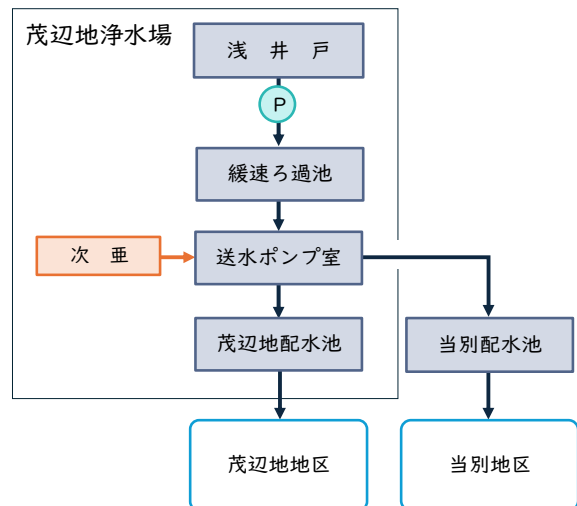 茂辺地浄水場
浅 井 戸
P
緩速ろ過池
次 亜
送水ポンプ室
茂辺地配水池
当別配水池
茂辺地地区
当別地区